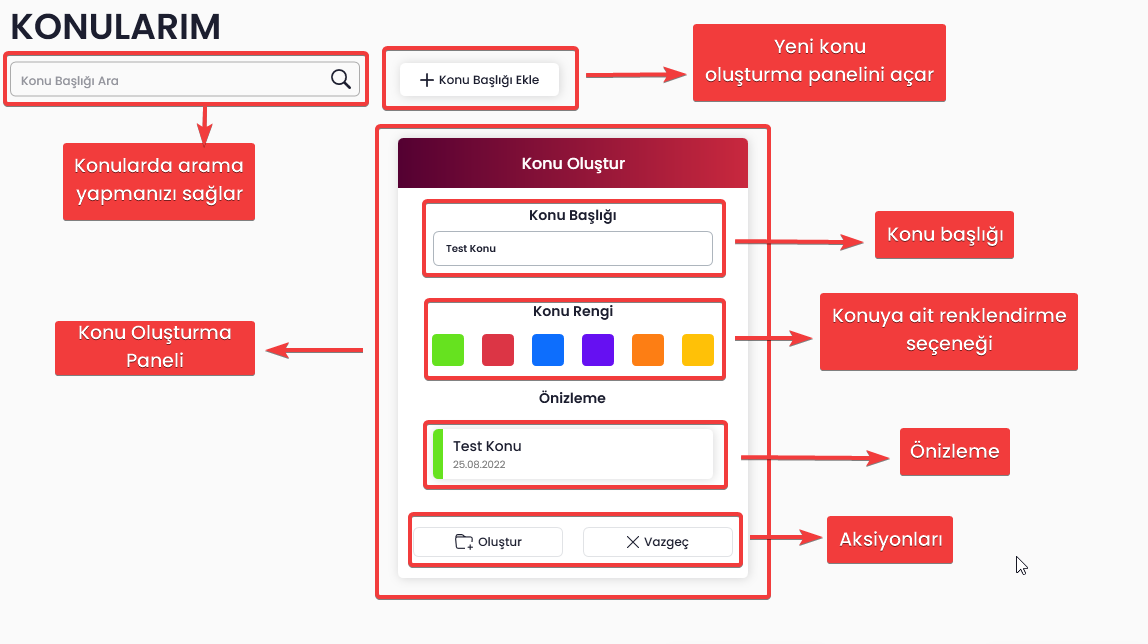 KONULARIM
Konu Başlığı Ara
Konu Başlığı Ekle
Yeni konu
oluşturma panelini açar
Konularda arama
yapmanızı sağlar
Konu Oluştur
Konu Başlığı
Test Konu
Konu başlığı
Konu Rengi
Konuya ait renklendirme
seçeneği
Konu Oluşturma
Paneli
Önizleme
Test Konu
25.08.2022
Önizleme
Oluştur
Vazgeç
Aksiyonları